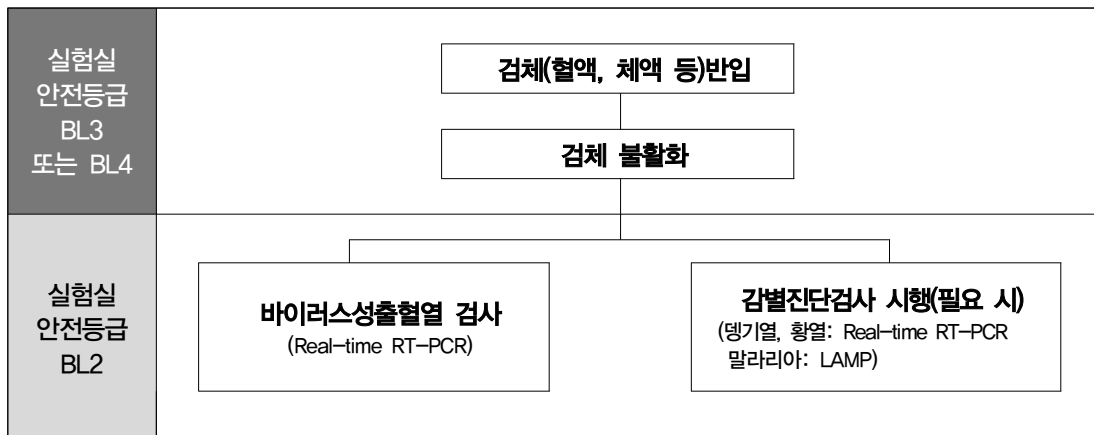 실험실
안전등급
BL3
또는 BL4
검체(혈액, 체액 등)반입
검체 불활화
실험실
안전등급
BL2
바이러스성출혈열 검사
(Real-time RT-PCR)
감별진단검사 시행(필요 시)
(뎅기열, 황열: Real-time RT-PCR
말라리아: LAMP)